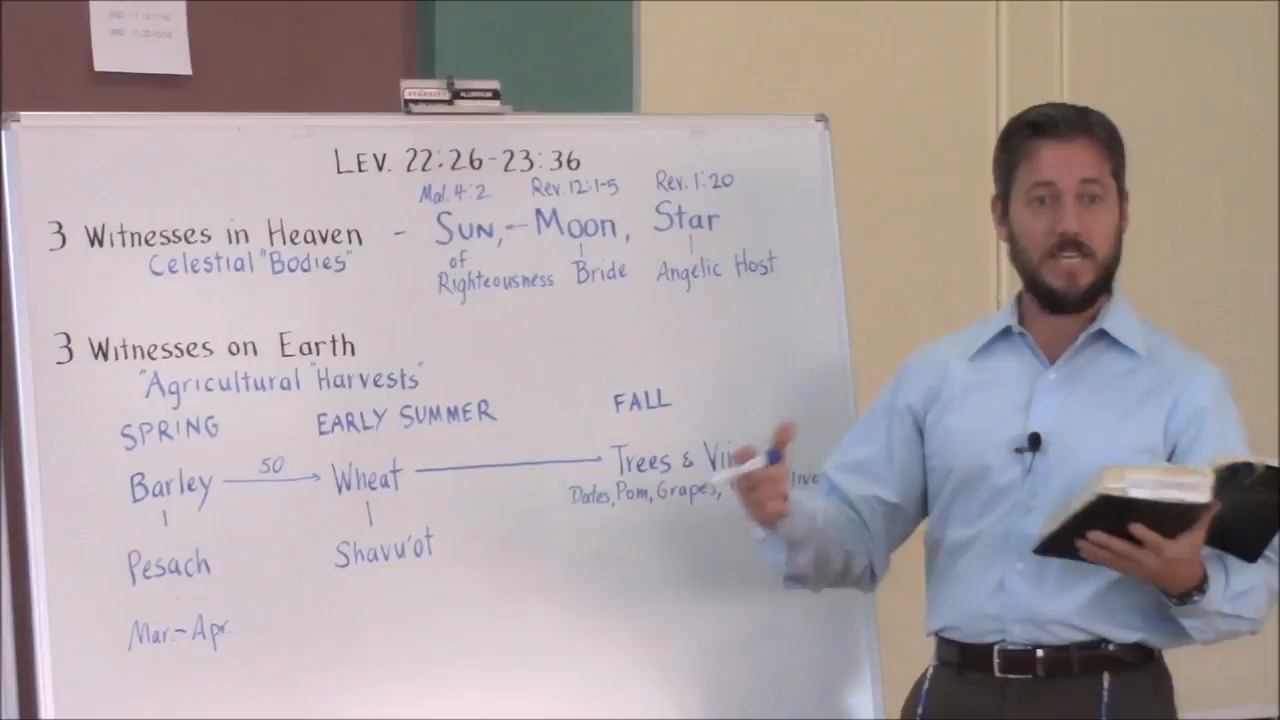 LEV. 22:26-23:36
Mal. 4:2 Rev. 12:1-5 Rev. 1:20
3 Witnesses in Heaven - SUN, ← Moon, Star
Celestial "Bodies" of Righteousness Bride Angelic Host
3 Witnesses on Earth
"Agricultural "Harvests"
SPRING EARLY SUMMER FALL
Barley 50 → Wheat Trees &
Dates, Pom, Grapes,
Pesach Shavu'ot
Mar.-Apr.